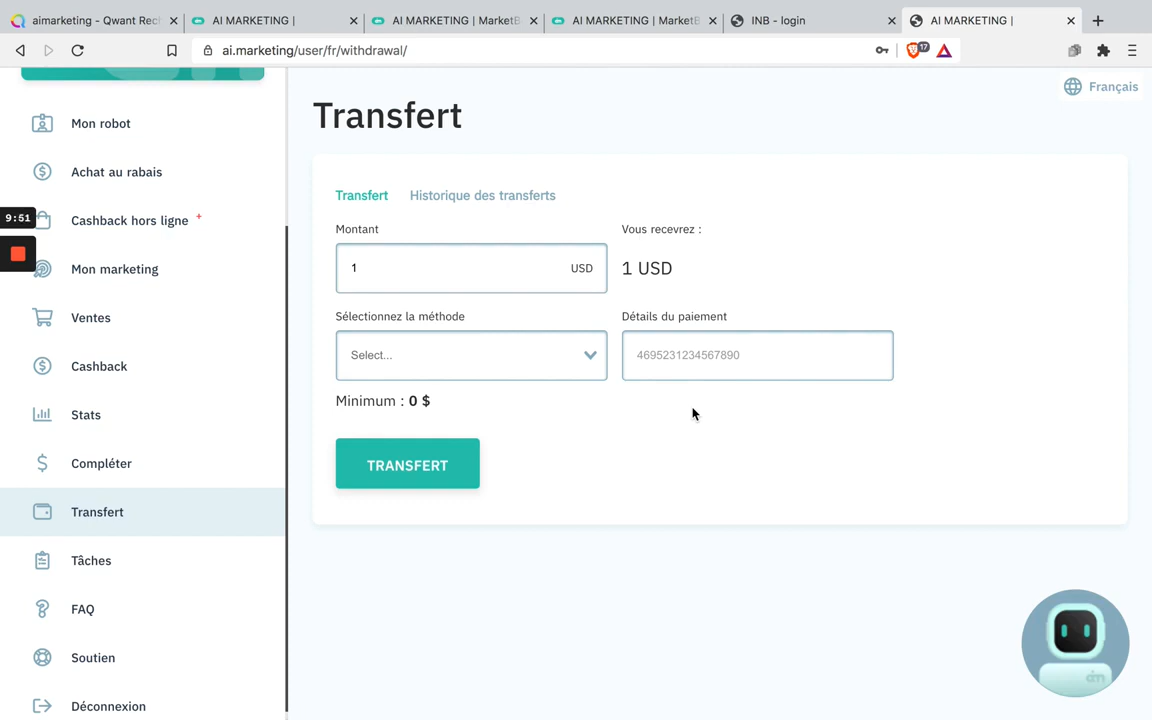 aimarketing - Qwant Rec
AI MARKETING |
AI MARKETING | MarketB
AI MARKETING | MarketB
INB - login
AI MARKETING |
ai.marketing/user/fr/withdrawal/
17
Français
Transfert
Mon robot
Achat au rabais
9:51
Cashback hors ligne +
Mon marketing
Ventes
Cashback
Stats
Compléter
Transfert
Tâches
FAQ
Soutien
Déconnexion
Transfert Historique des transferts
Montant Vous recevrez :
1 USD 1 USD
Sélectionnez la méthode Détails du paiement
Select... 4695231234567890
Minimum : 0 $
TRANSFERT
aim